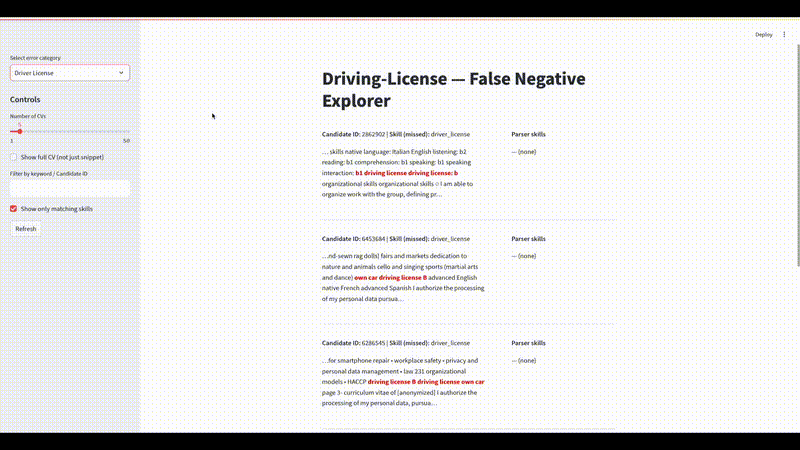 Deploy
Select error category
Driver License
Controls
Number of CVs
5
1 50
Show full CV (not just snippet)
Filter by keyword / Candidate ID
Show only matching skills
Refresh
Driving-License — False Negative
Explorer
Candidate ID: 2862902 | Skill (missed): driver_license
… skills native language: Italian English listening: b2
reading: b1 comprehension: b1 speaking: b1 speaking
interaction: b1 driving license driving license: b
organizational skills organizational skills o I am able to
organize work with the group, defining pr…
Parser skills
— (none)
Candidate ID: 6453684 | Skill (missed): driver_license
…nd-sewn rag dolls) fairs and markets dedication to
nature and animals cello and singing sports (martial arts
and dance) own car driving license B advanced English
native French advanced Spanish I authorize the processing
of my personal data pursua…
Parser skills
— (none)
Candidate ID: 6286545 | Skill (missed): driver_license
…for smartphone repair • workplace safety • privacy and
personal data management • law 231 organizational
models • HACCP driving license B driving license own car
page 3- curriculum vitae of [anonymized] I authorize the
processing of my personal data, pursua…
Parser skills
— (none)